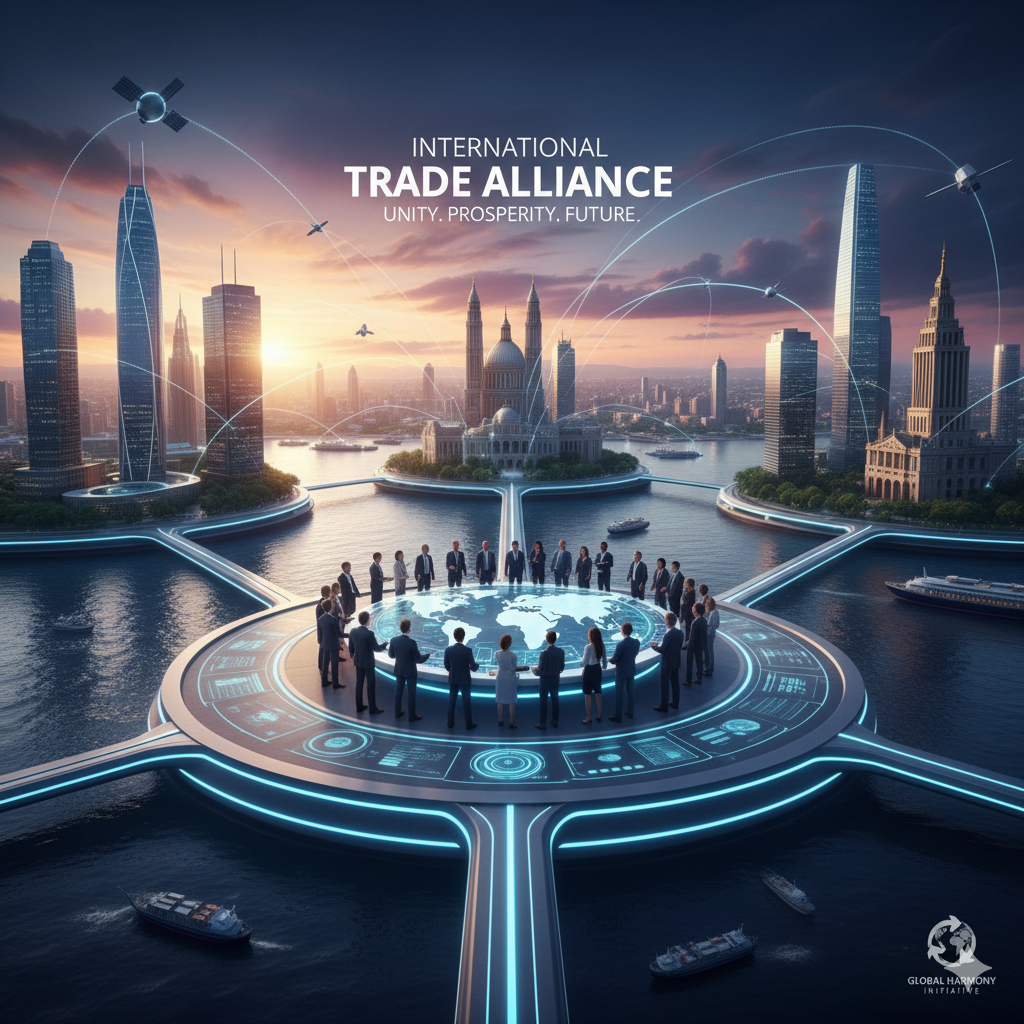 INTERNATIONAL
TRADE ALLIANCE
UNITY. PROSPERITY. FUTURE.
GLOBAL HARMONY
INITIATIVE